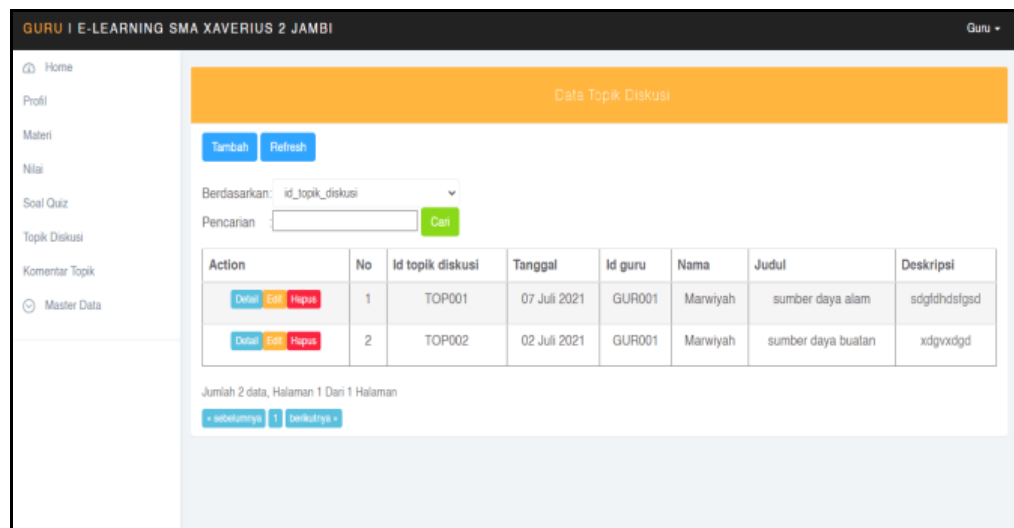 GURU I E-LEARNING SMA XAVERIUS 2 JAMBI
Guru
Home
Profil
Materi
Nilai
Soal Quiz
Topik Diskusi
Komentar Topik
Master Data
Data Topik Diskusi
Tambah Refresh
Berdasarkan: id_topik_diskusi
Pencarian : Cari
Action No Id topik diskusi Tanggal Id guru Nama Judul Deskripsi
Detail Edit Hapus 1 TOP001 07 Juli 2021 GUR001 Marwiyah sumber daya alam sdgfdhdsfgsd
Detail Edit Hapus 2 TOP002 02 Juli 2021 GUR001 Marwiyah sumber daya buatan xdgvxdgd
Jumlah 2 data, Halaman 1 Dari 1 Halaman
« sebelumnya 1 berikutnya »